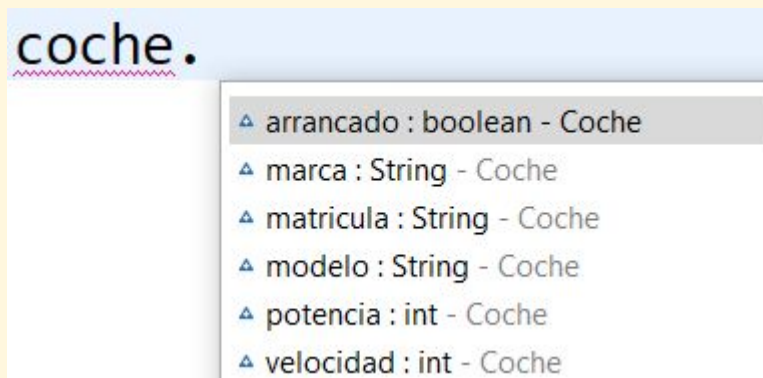 coche.
arrancado : boolean - Coche
marca : String - Coche
matricula : String - Coche
modelo : String - Coche
potencia : int - Coche
velocidad : int - Coche